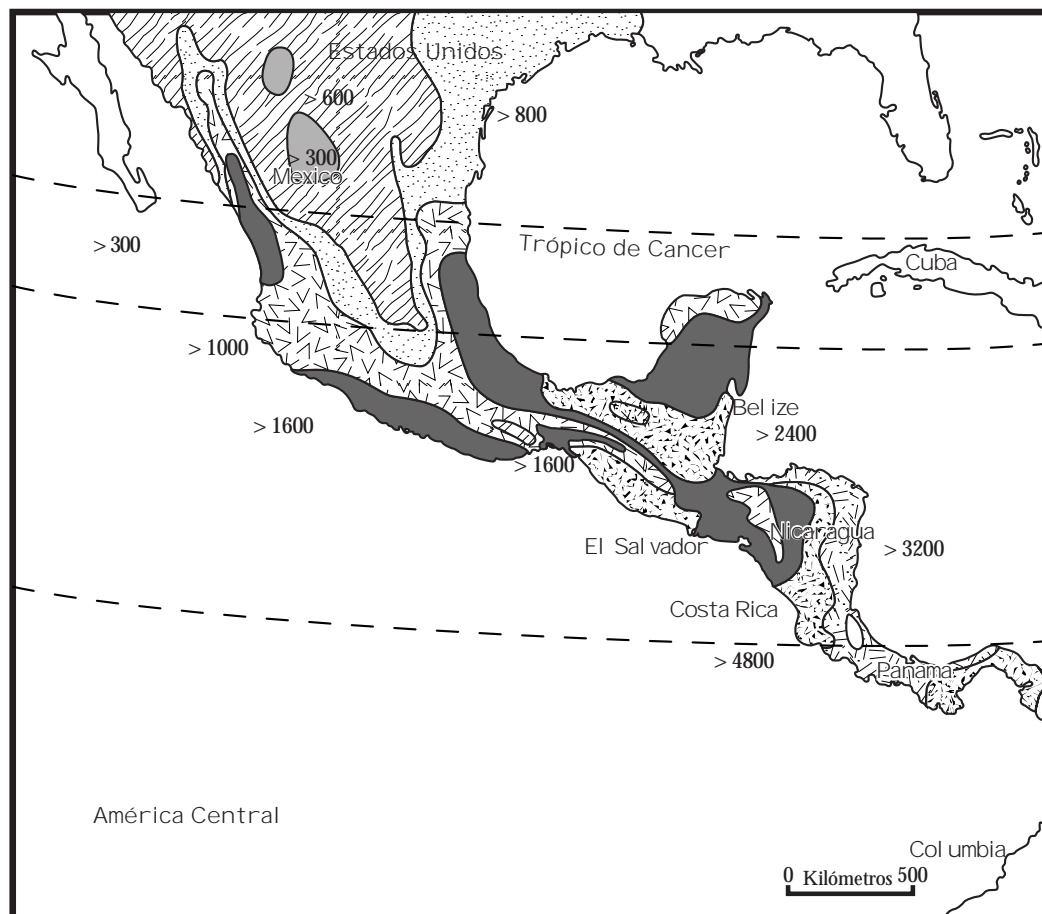 Estados Unidos
> 600
> 800
> 300
Mexico
> 300
Trópico de Cancer
Cuba
> 1000
> 1600
Belize
> 2400
> 1600
El Salvador
Nicaragua
> 3200
Costa Rica
> 4800
Panama
América Central
Columbia
0 Kilómetros 500